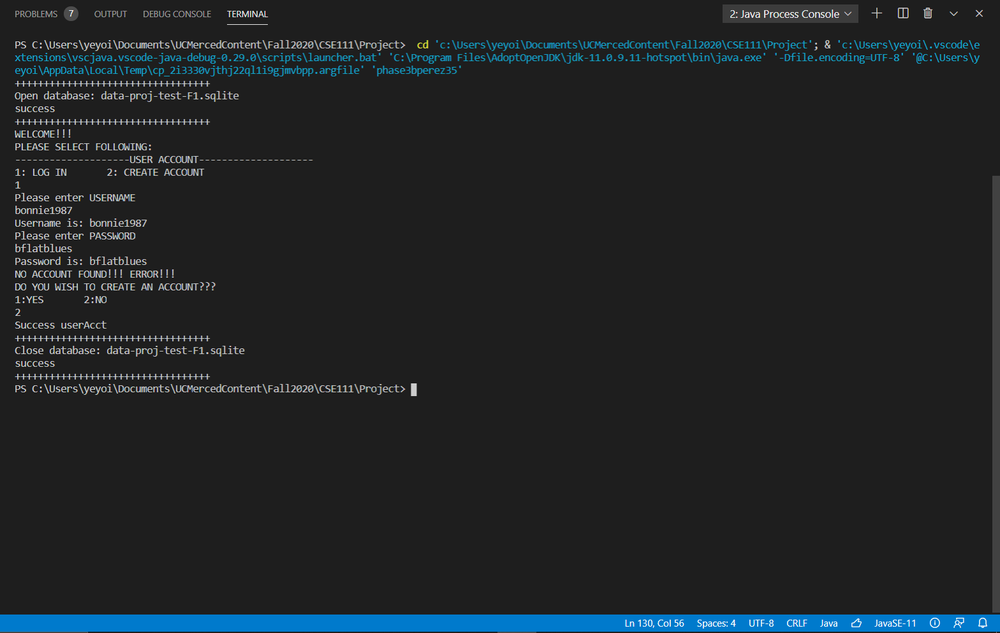 PROBLEMS 7 OUTPUT DEBUG CONSOLE TERMINAL 2: Java Process Console
PS C:\Users\yeyoi\Documents\UCMercedContent\Fall2020\CSE111\Project>  cd 'c:\Users\yeyoi\Documents\UCMercedContent\Fall2020\CSE111\Project'; & 'c:\Users\yeyoi\.vscode\e
xtensions\vscjava.vscode-java-debug-0.29.0\scripts\launcher.bat' 'C:\Program Files\AdoptOpenJDK\jdk-11.0.9.11-hotspot\bin\java.exe' '-Dfile.encoding=UTF-8' '@C:\Users\y
eyoi\AppData\Local\Temp\cp_2i3330vjthj22ql1i9gjmvbpp.argfile' 'phase3bperez35'
++++++++++++++++++++++++++++++++++
Open database: data-proj-test-F1.sqlite
success
++++++++++++++++++++++++++++++++++
WELCOME!!!
PLEASE SELECT FOLLOWING:
--------------------USER ACCOUNT--------------------
1: LOG IN       2: CREATE ACCOUNT
1
Please enter USERNAME
bonnie1987
Username is: bonnie1987
Please enter PASSWORD
bflatblues
Password is: bflatblues
NO ACCOUNT FOUND!!! ERROR!!!
DO YOU WISH TO CREATE AN ACCOUNT???
1:YES       2:NO
2
Success userAcct
++++++++++++++++++++++++++++++++++
Close database: data-proj-test-F1.sqlite
success
++++++++++++++++++++++++++++++++++
PS C:\Users\yeyoi\Documents\UCMercedContent\Fall2020\CSE111\Project>
Ln 130, Col 56 Spaces: 4 UTF-8 CRLF Java JavaSE-11